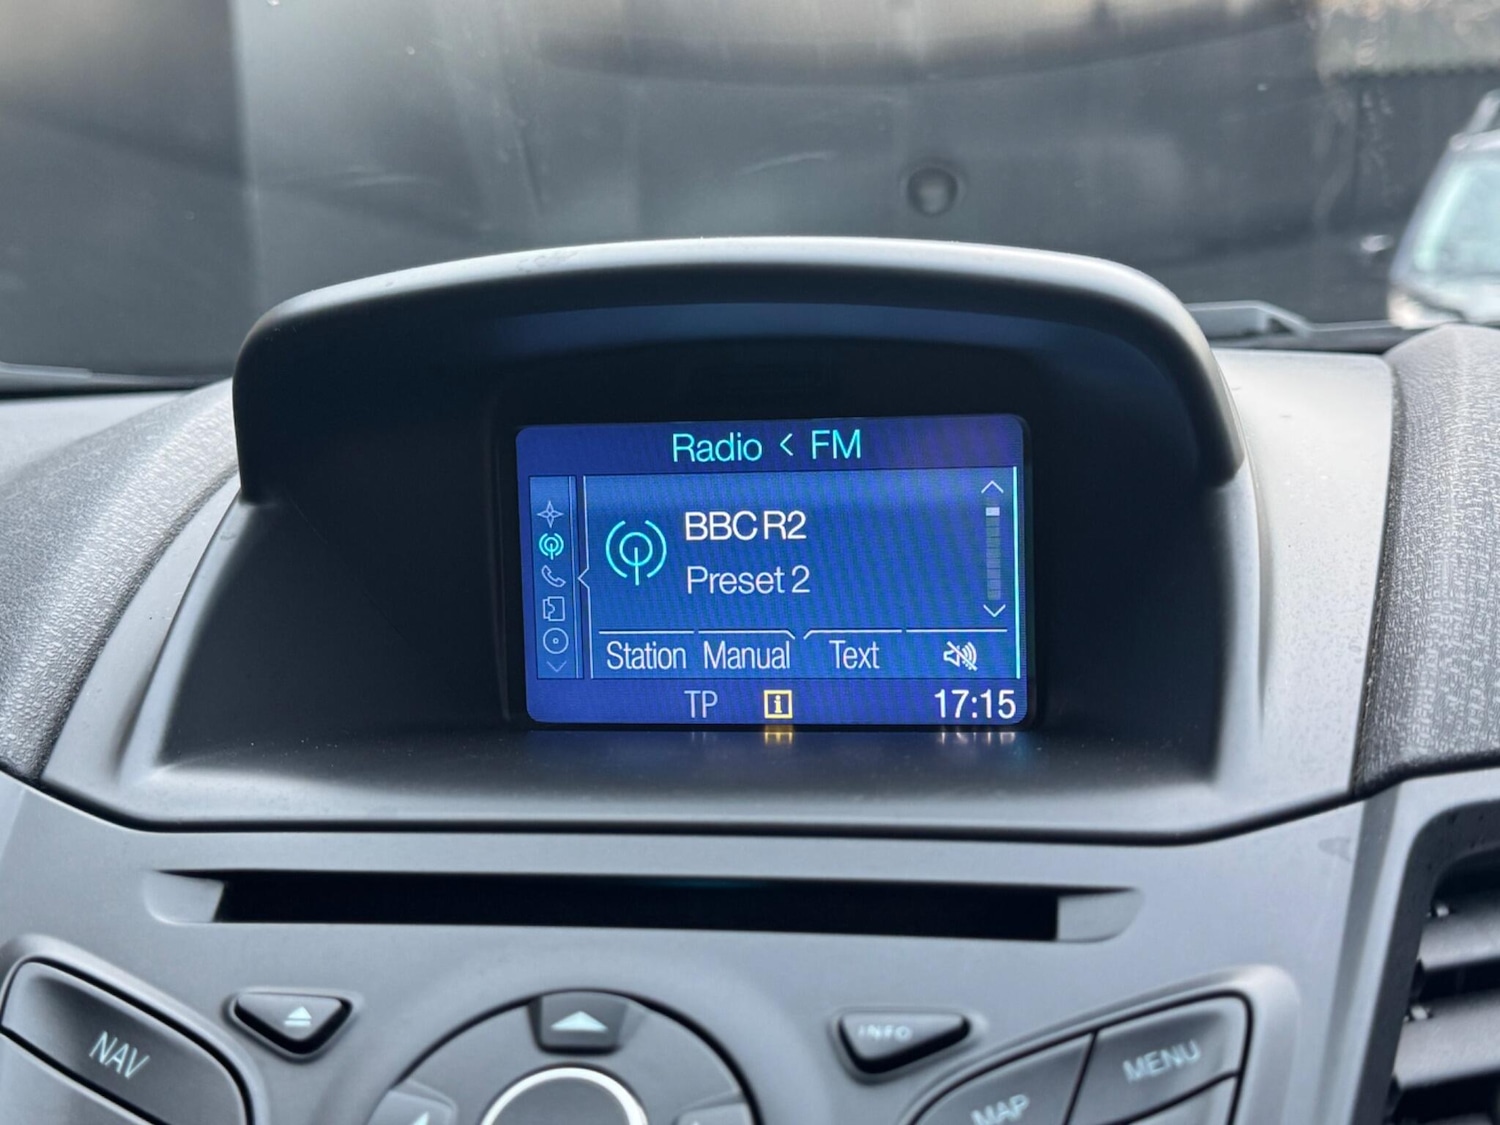 Radio < FM
BBC R2
Preset 2
Station Manual Text
TP i 17:15
NAV
INFO
MAP
MENU